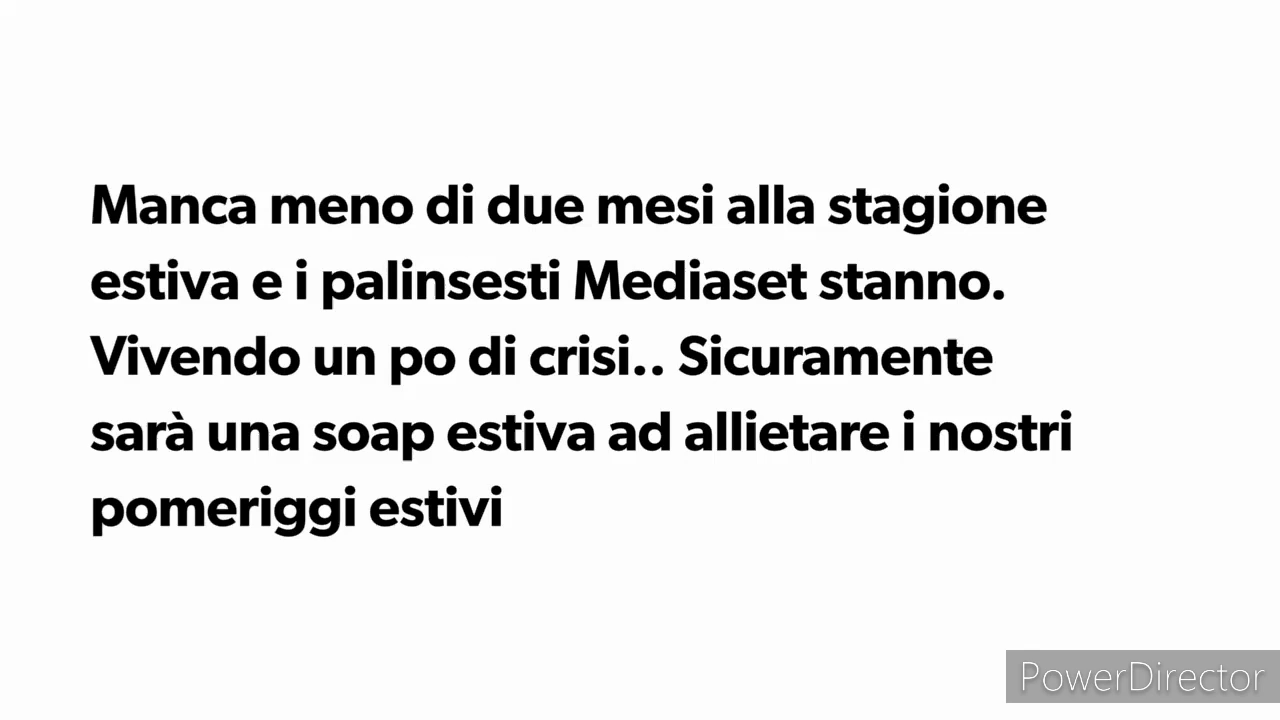 Manca meno di due mesi alla stagione
estiva e i palinsesti Mediaset stanno.
Vivendo un po di crisi.. Sicuramente
sarà una soap estiva ad allietare i nostri
pomeriggi estivi
PowerDirector